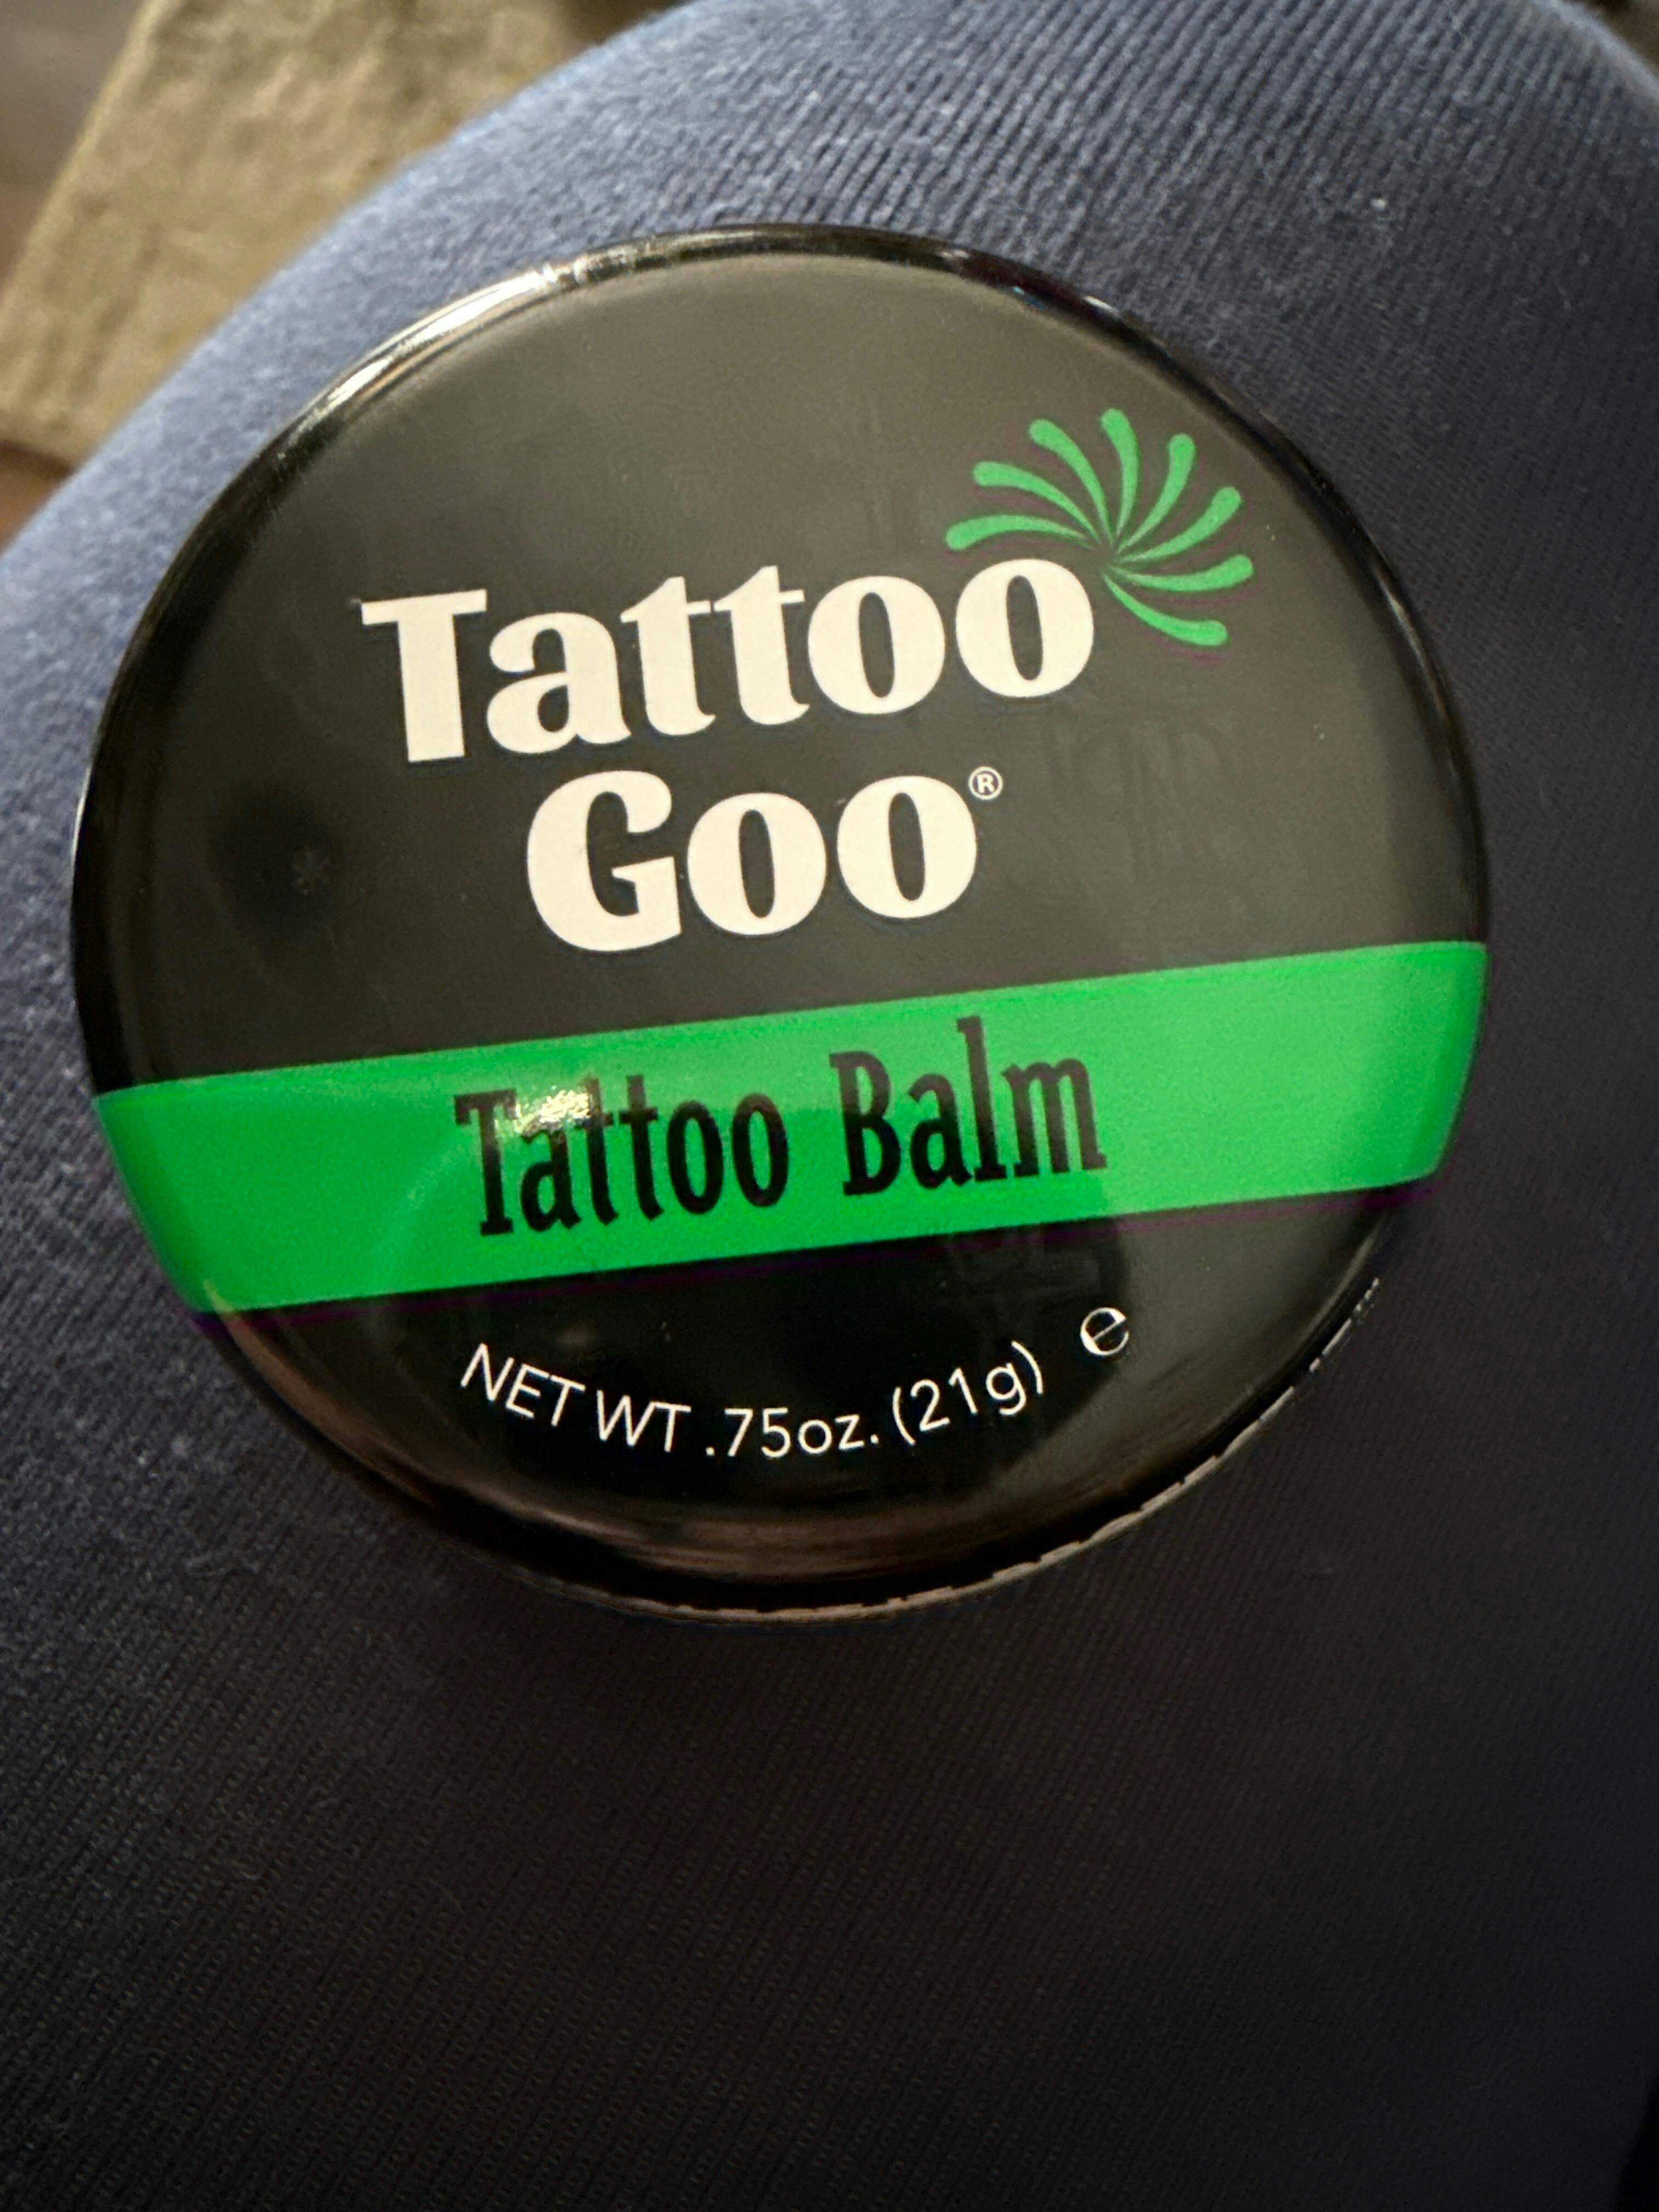 Tattoo
Goo®
Tattoo Balm
NET WT .75oz. (21g) ℮